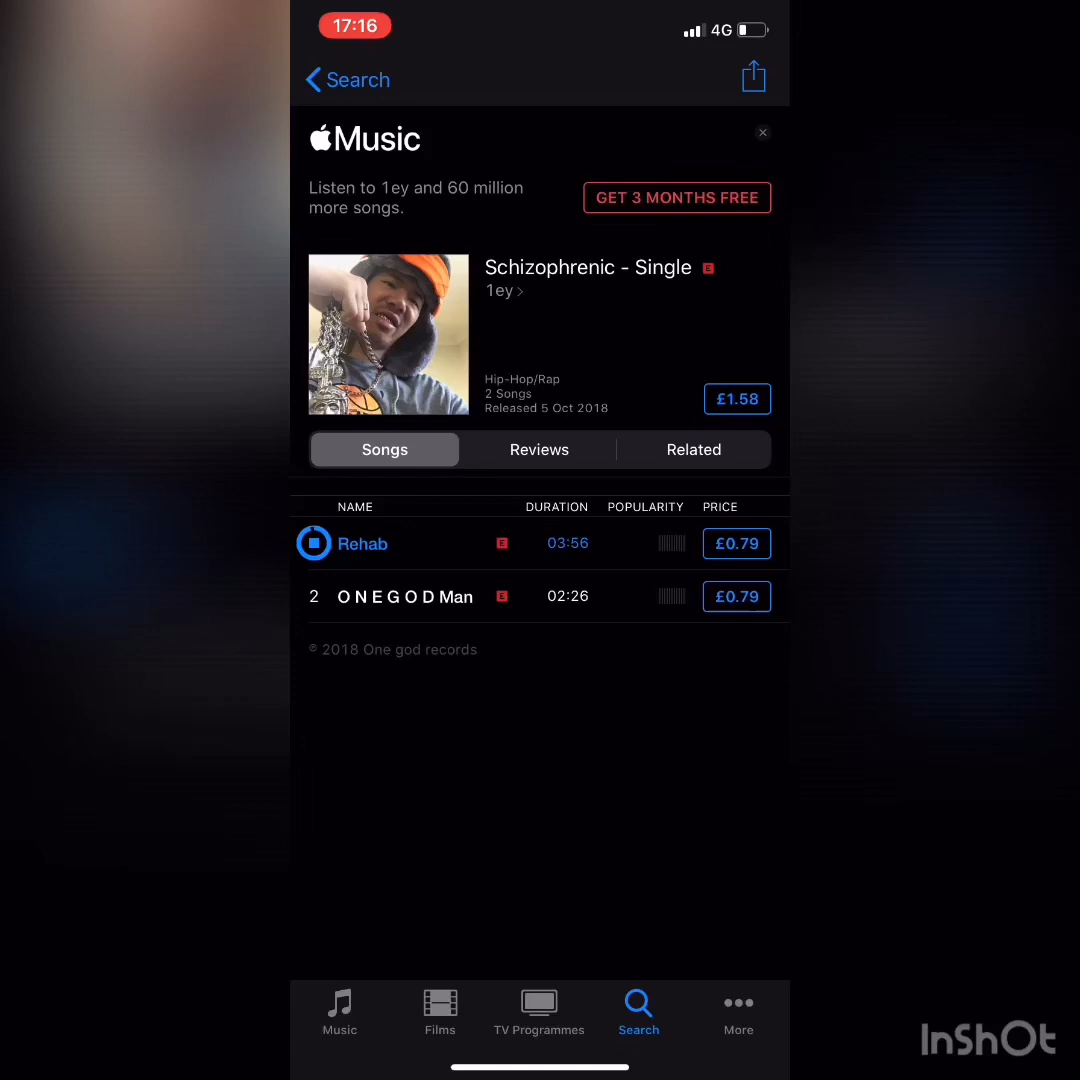 17:16
4G
Search
Music
Listen to 1ey and 60 million
more songs.
GET 3 MONTHS FREE
Schizophrenic - Single E
1ey >
Hip-Hop/Rap
2 Songs
Released 5 Oct 2018
£1.58
Songs Reviews Related
NAME DURATION POPULARITY PRICE
Rehab E 03:56 £0.79
2 O N E G O D Man E 02:26 £0.79
℗ 2018 One god records
Music Films TV Programmes Search More
InShOt